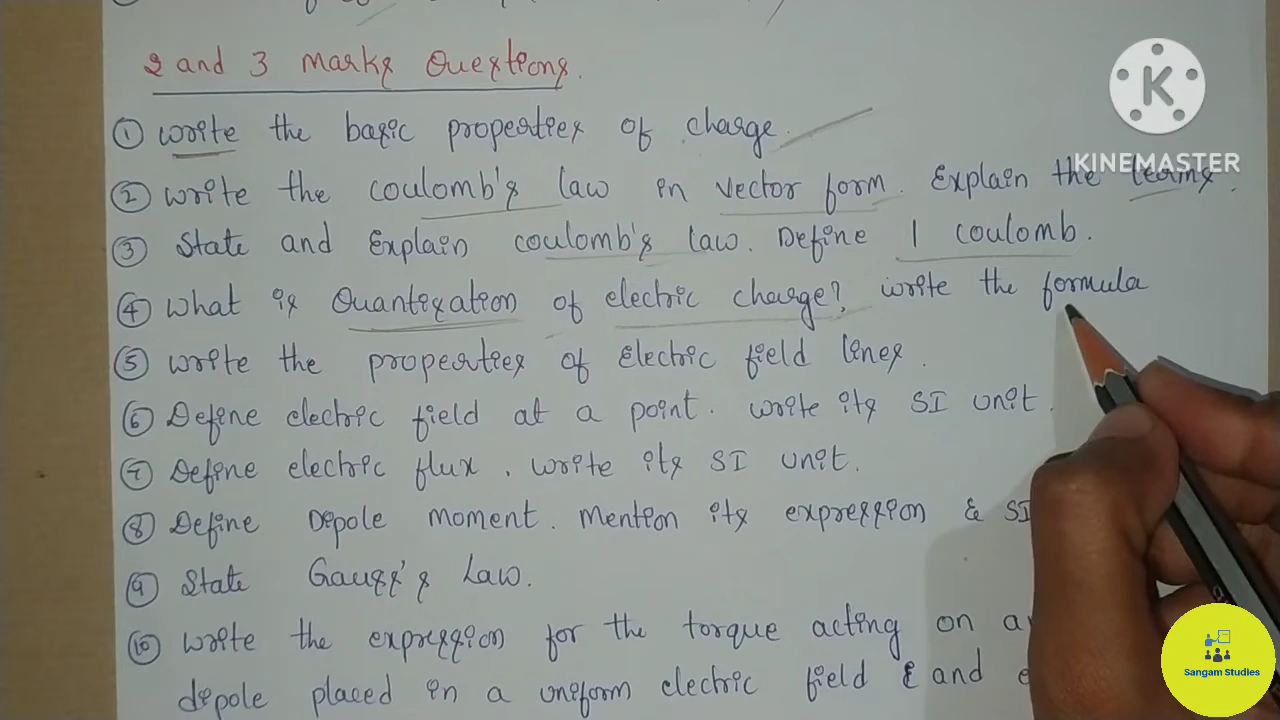 2 and 3 marks Questions.
① write the basic properties of charge.
② write the coulomb's law in vector form. Explain the terms.
③ State and Explain coulomb's law. Define 1 coulomb.
④ What is Quantization of electric charge?, write the formula
⑤ write the properties of Electric field lines.
⑥ Define electric field at a point. write its SI unit.
⑦ Define electric flux. write its SI unit.
⑧ Define Dipole moment. Mention its expression & SI
⑨ State Gauss's Law.
⑩ write the expression for the torque acting on
dipole placed in a uniform electric field & and
KINEMASTER
Sangam Studies